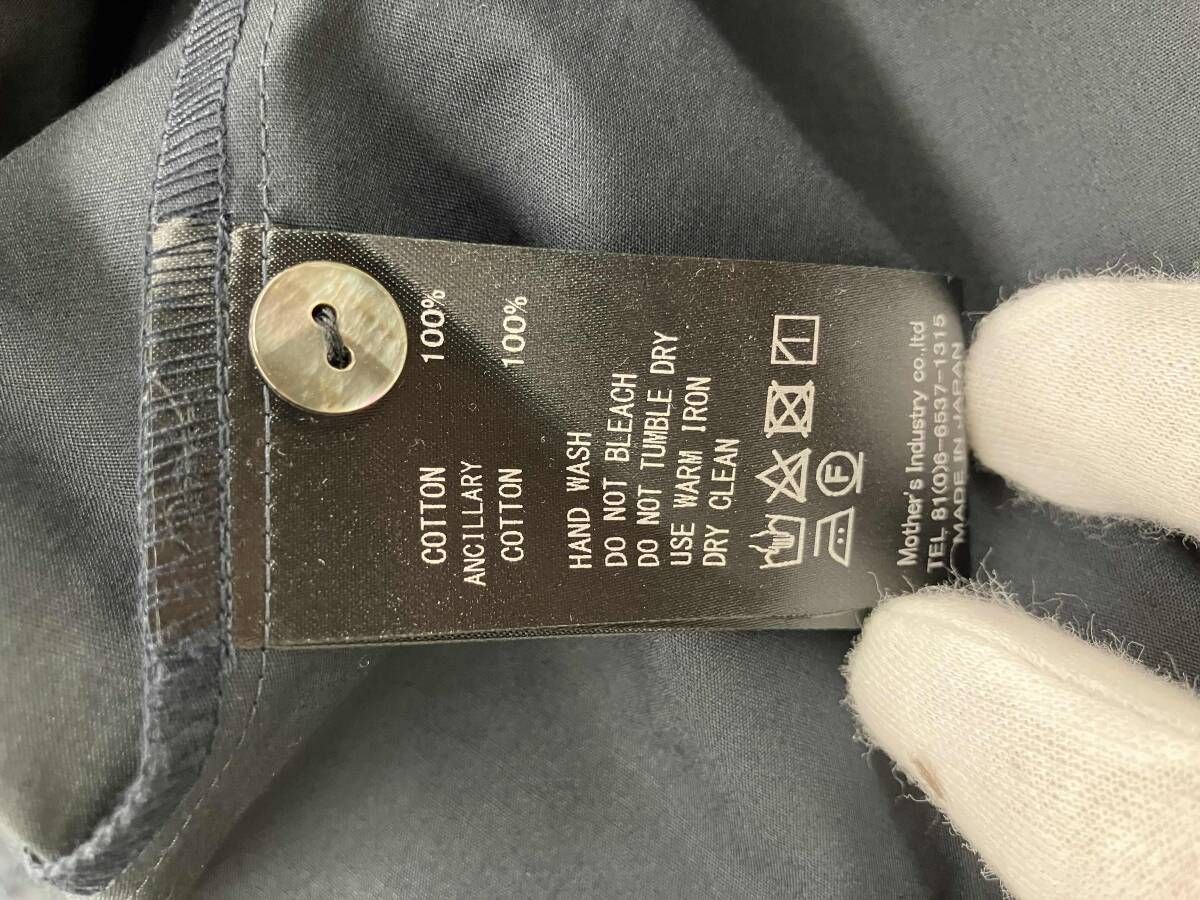 COTTON 100%
ANCILLARY
COTTON 100%
HAND WASH
DO NOT BLEACH
DO NOT TUMBLE DRY
USE WARM IRON
DRY CLEAN
F
Mother's Industry co.,ltd
TEL 81(0)6-6537-1315
MADE IN JAPAN